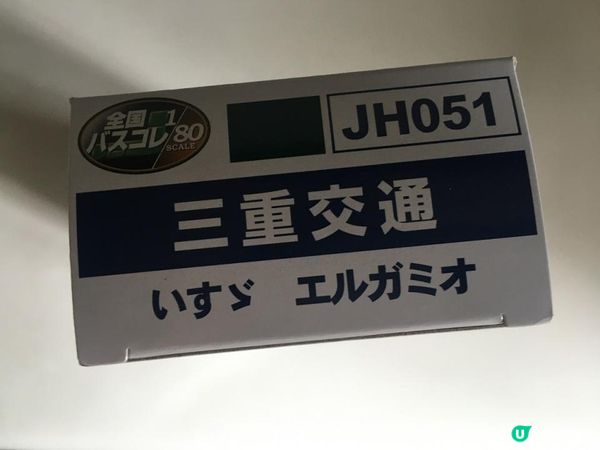 全国
バスコレ
1/80
SCALE
JH051
三重交通
いすゞ エルガミオ
U